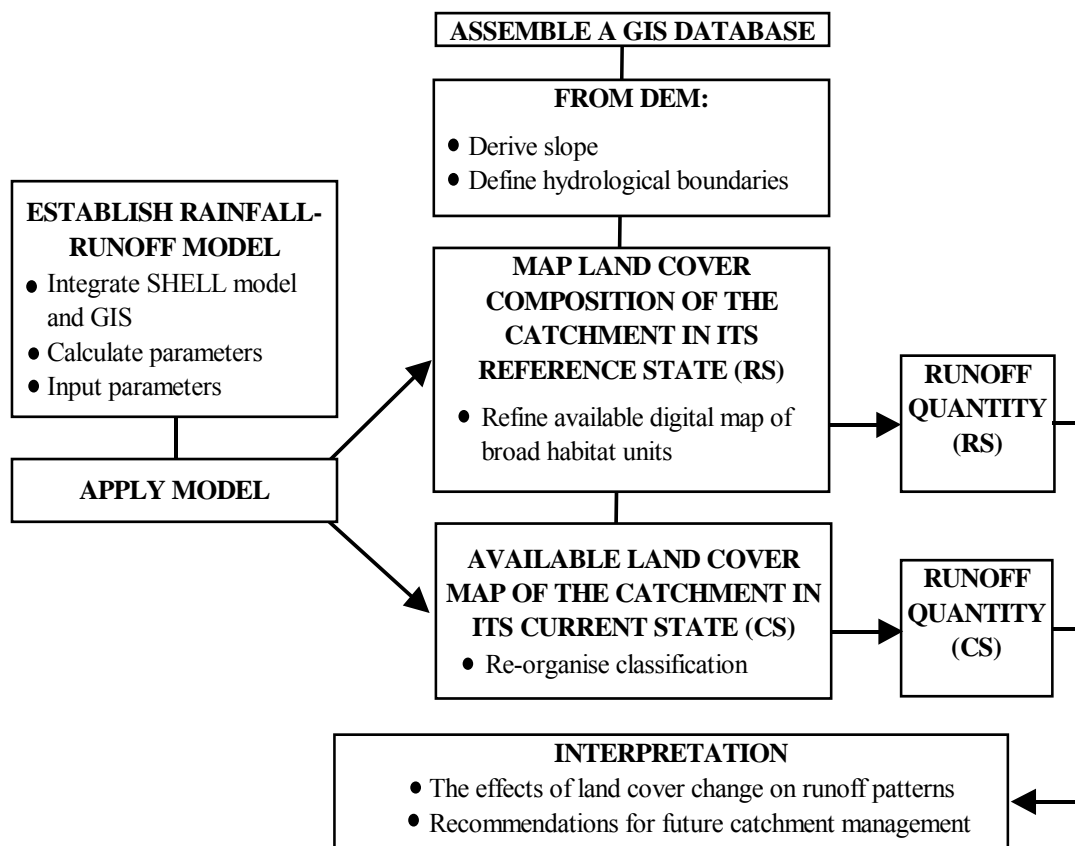 ASSEMBLE A GIS DATABASE
FROM DEM:
• Derive slope
• Define hydrological boundaries
ESTABLISH RAINFALL-
RUNOFF MODEL
• Integrate SHELL model
and GIS
• Calculate parameters
• Input parameters
APPLY MODEL
MAP LAND COVER
COMPOSITION OF THE
CATCHMENT IN ITS
REFERENCE STATE (RS)
• Refine available digital map of
broad habitat units
RUNOFF
QUANTITY
(RS)
AVAILABLE LAND COVER
MAP OF THE CATCHMENT IN
ITS CURRENT STATE (CS)
• Re-organise classification
RUNOFF
QUANTITY
(CS)
INTERPRETATION
• The effects of land cover change on runoff patterns
• Recommendations for future catchment management